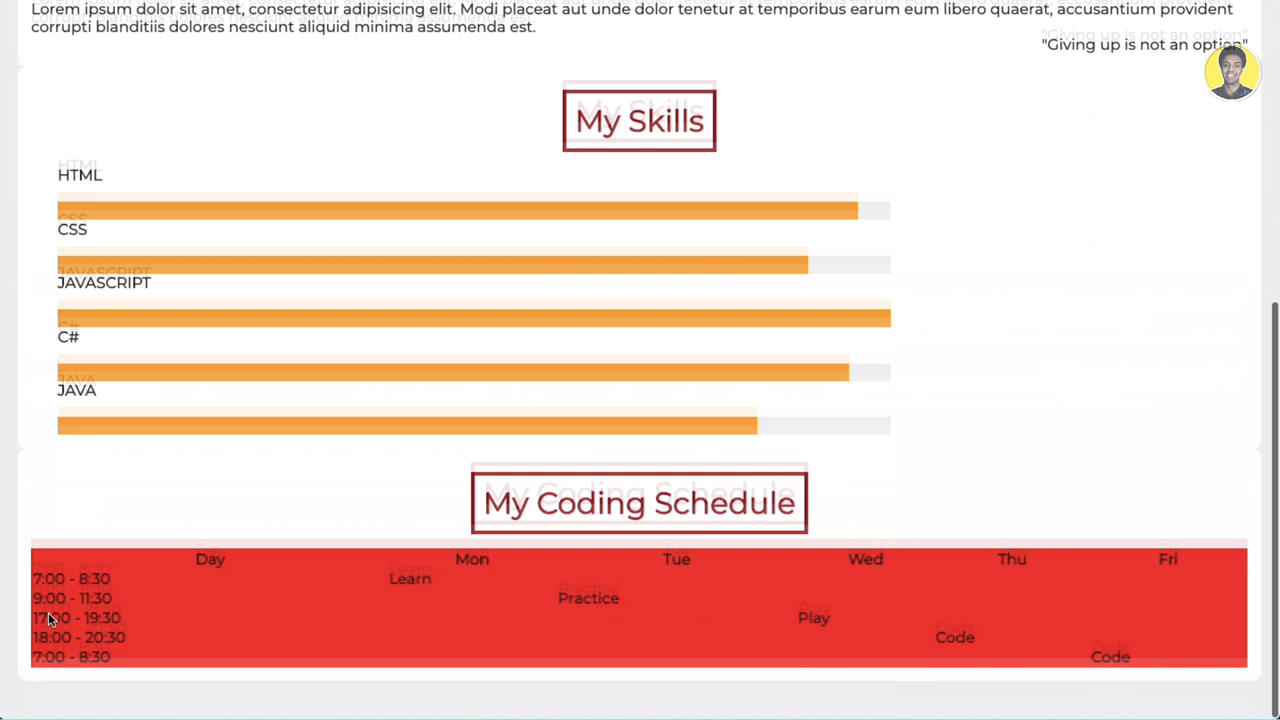 Lorem ipsum dolor sit amet, consectetur adipisicing elit. Modi placeat aut unde dolor tenetur at temporibus earum eum libero quaerat, accusantium provident
corrupti blanditiis dolores nesciunt aliquid minima assumenda est.
"Giving up is not an option"
My Skills
HTML
CSS
JAVASCRIPT
C#
JAVA
My Coding Schedule
Day Mon Tue Wed Thu Fri
7:00 - 8:30 Learn
9:00 - 11:30 Practice
17:00 - 19:30 Play
18:00 - 20:30 Code
7:00 - 8:30 Code